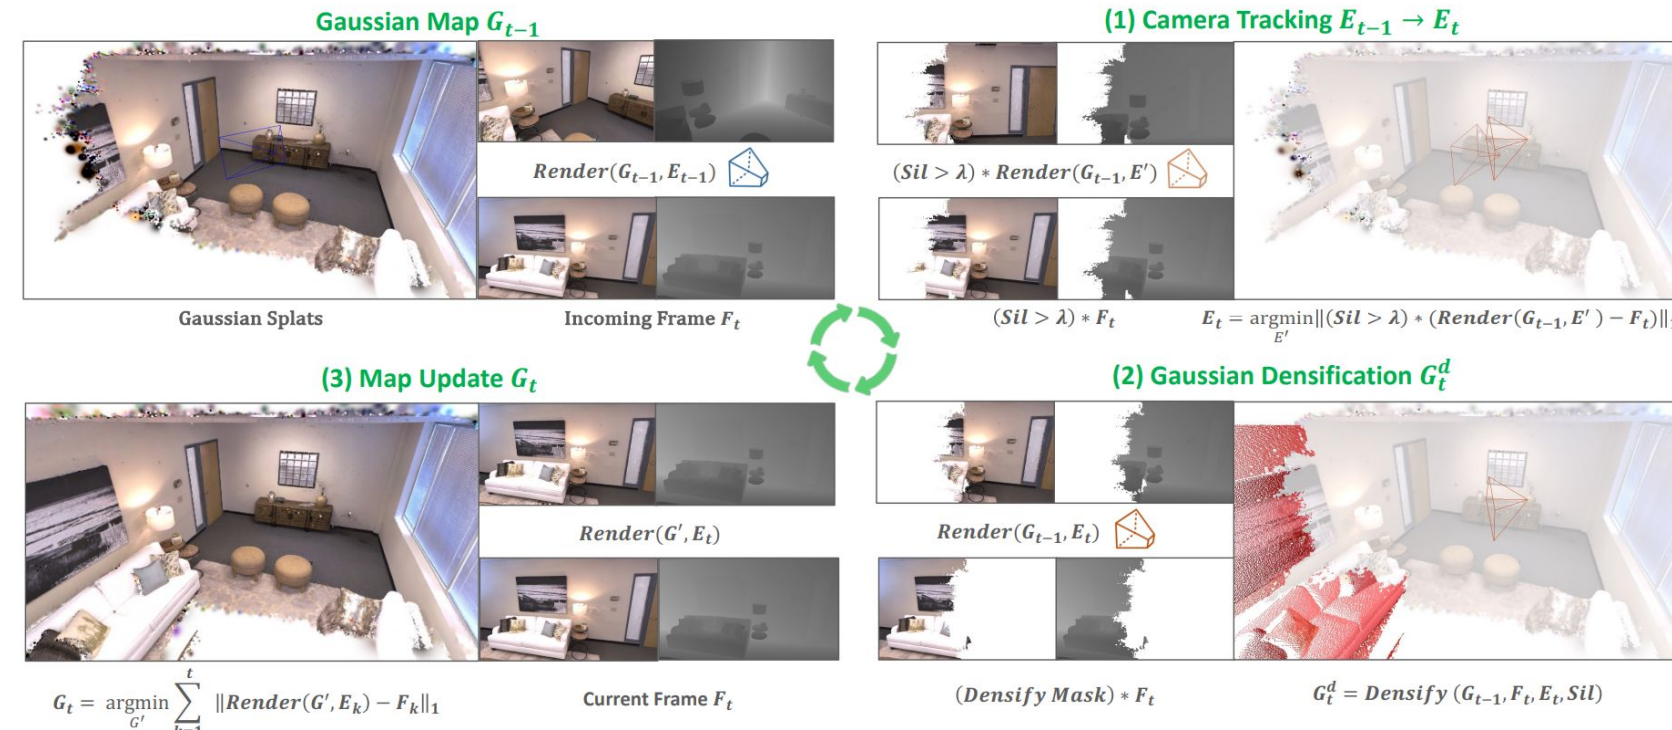 Gaussian Map G_{t−1}
Render(G_{t−1}, E_{t−1})
Gaussian Splats
Incoming Frame F_t
(1) Camera Tracking E_{t−1} → E_t
(Sil > λ) * Render(G_{t−1}, E′)
(Sil > λ) * F_t
E_t = argmin_{E′} ‖(Sil > λ) * (Render(G_{t−1}, E′) − F_t)‖
(3) Map Update G_t
Render(G′, E_t)
G_t = argmin_{G′} ∑^t ‖Render(G′, E_k) − F_k‖_1
Current Frame F_t
(2) Gaussian Densification G_t^d
Render(G_{t−1}, E_t)
(Densify Mask) * F_t
G_t^d = Densify (G_{t−1}, F_t, E_t, Sil)